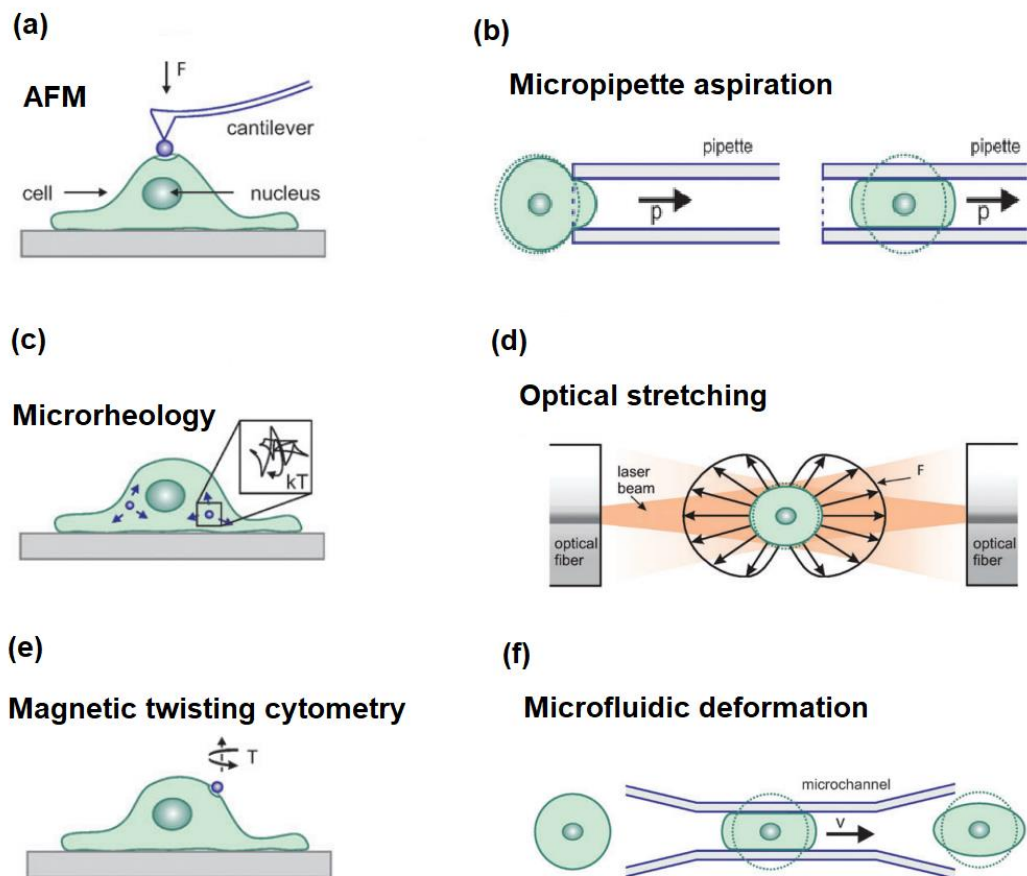 (a)
AFM
F
cantilever
cell
nucleus
(b)
Micropipette aspiration
pipette
p
pipette
p
(c)
Microrheology
kT
(d)
Optical stretching
laser
beam
F
optical
fiber
optical
fiber
(e)
Magnetic twisting cytometry
T
(f)
Microfluidic deformation
microchannel
v